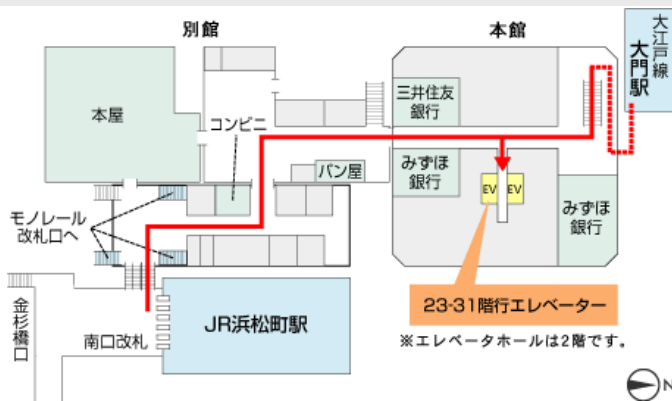 別館
本館
大江戸線
大門駅
本屋
コンビニ
三井住友
銀行
パン屋
みずほ
銀行
EV
EV
みずほ
銀行
モノレール
改札口へ
23-31階行エレベーター
金杉橋口
南口改札
JR浜松町駅
※エレベータホールは2階です。
N